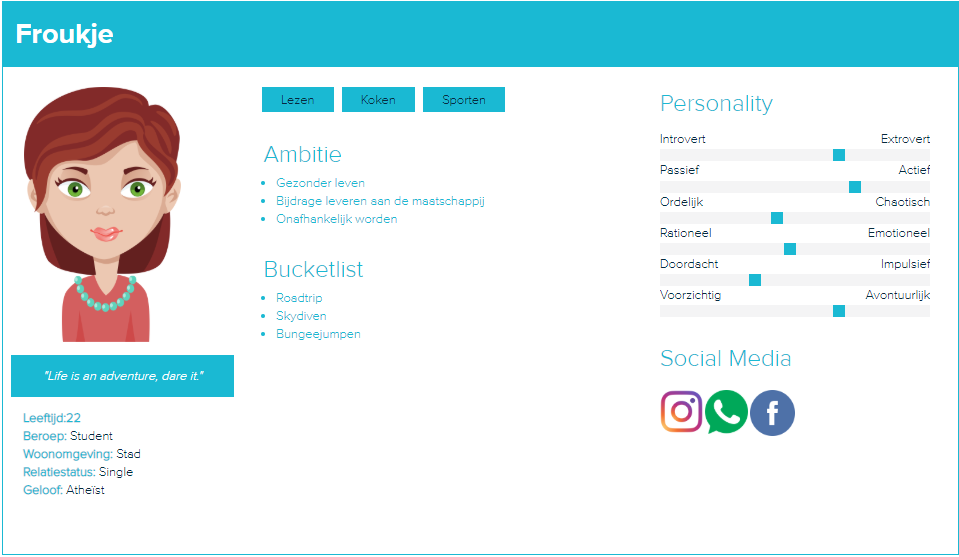 Froukje
"Life is an adventure, dare it."
Leeftijd:22
Beroep: Student
Woonomgeving: Stad
Relatiestatus: Single
Geloof: Atheïst
Lezen Koken Sporten
Ambitie
Gezonder leven
Bijdrage leveren aan de maatschappij
Onafhankelijk worden
Bucketlist
Roadtrip
Skydiven
Bungeejumpen
Personality
Introvert Extrovert
Passief Actief
Ordelijk Chaotisch
Rationeel Emotioneel
Doordacht Impulsief
Voorzichtig Avontuurlijk
Social Media